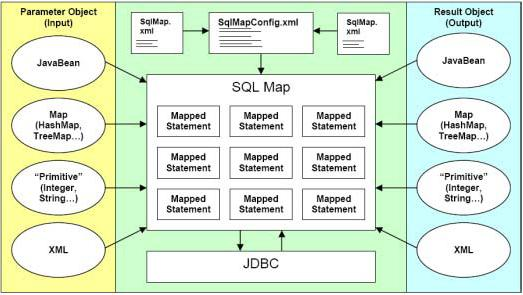 Parameter Object
(Input)
JavaBean
Map
(HashMap,
TreeMap...)
“Primitive”
(Integer,
String...)
XML
SqlMap.
xml
SqlMapConfig.xml
SqlMap.
xml
SQL Map
Mapped
Statement
Mapped
Statement
Mapped
Statement
Mapped
Statement
Mapped
Statement
Mapped
Statement
Mapped
Statement
Mapped
Statement
Mapped
Statement
JDBC
Result Object
(Output)
JavaBean
Map
(HashMap,
TreeMap...)
“Primitive”
(Integer,
String...)
XML